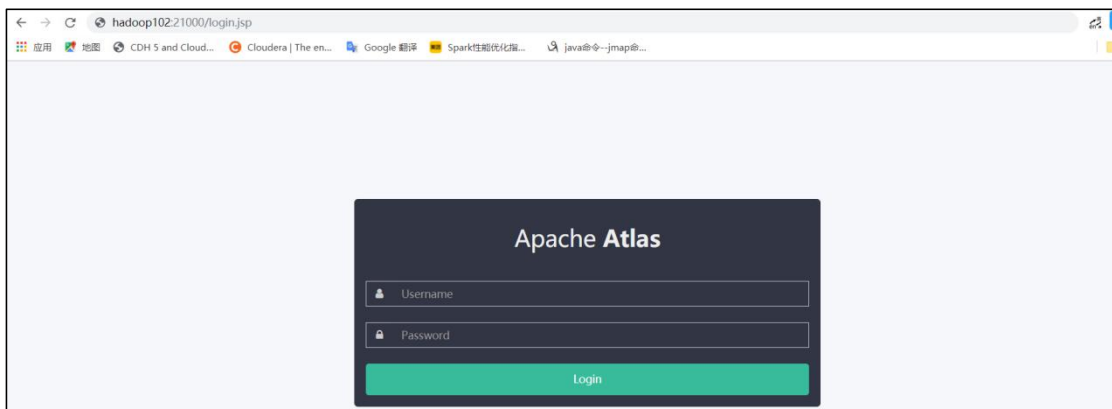 hadoop102:21000/login.jsp
应用 地图 CDH 5 and Cloud... Cloudera | The en... Google 翻译 Spark性能优化指... java命令--jmap命...
Apache Atlas
Username
Password
Login